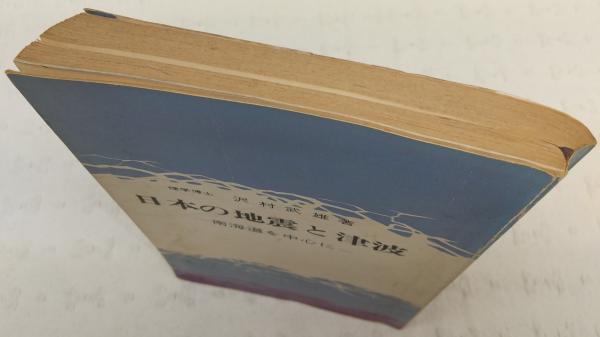 理学博士 沢村武雄著
日本の地震と津波
南海道を中心に